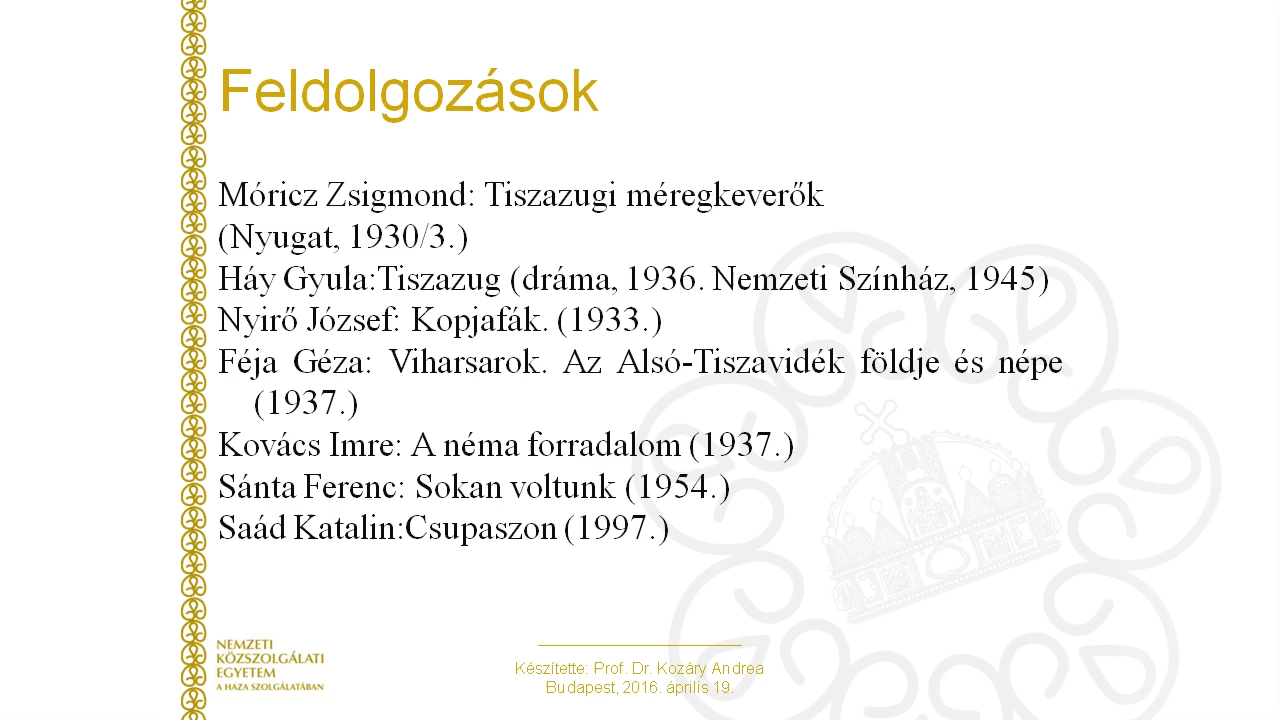 Feldolgozások
Móricz Zsigmond: Tiszazugi méregkeverők
(Nyugat, 1930/3.)
Háy Gyula:Tiszazug (dráma, 1936. Nemzeti Színház, 1945)
Nyirő József: Kopjafák. (1933.)
Féja Géza: Viharsarok. Az Alsó-Tiszavidék földje és népe
(1937.)
Kovács Imre: A néma forradalom (1937.)
Sánta Ferenc: Sokan voltunk (1954.)
Saád Katalin:Csupaszon (1997.)
NEMZETI
KÖZSZOLGÁLATI
EGYETEM
A HAZA SZOLGÁLATÁBAN
Készítette: Prof. Dr. Kozáry Andrea
Budapest, 2016. április 19.